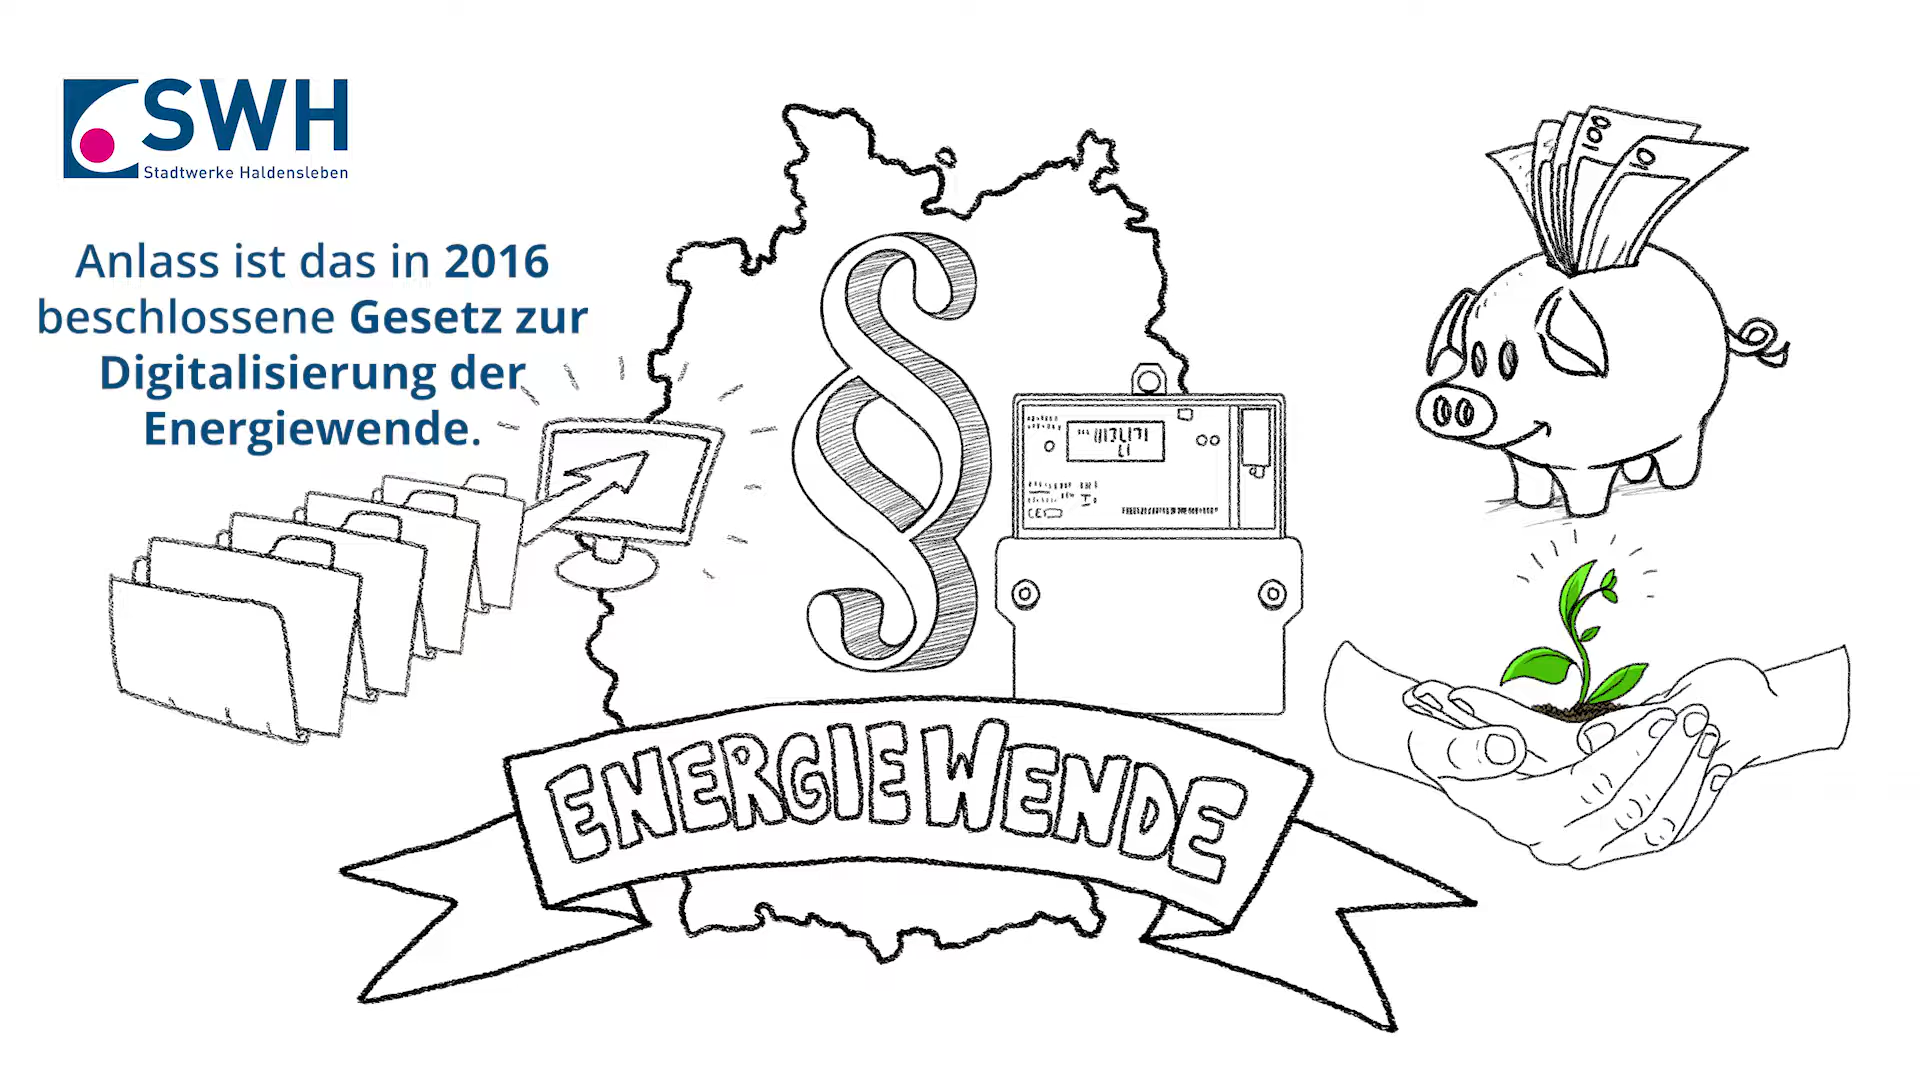 SWH
Stadtwerke Haldensleben
Anlass ist das in 2016
beschlossene Gesetz zur
Digitalisierung der
Energiewende.
§
100
10
ENERGIEWENDE